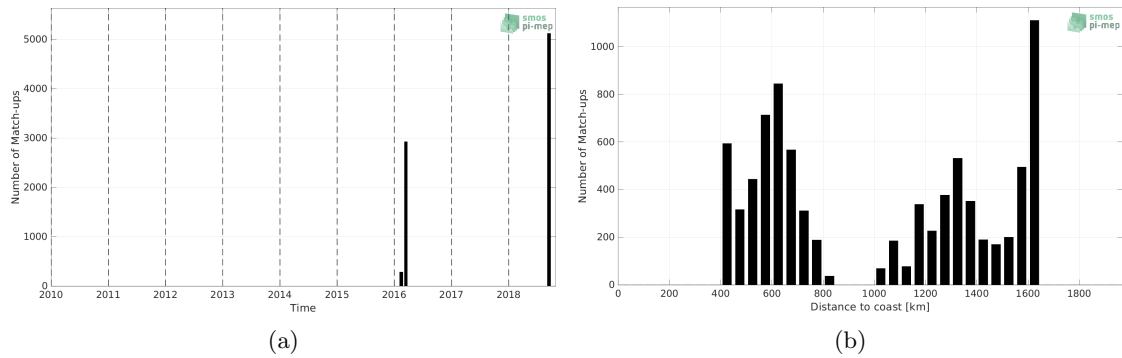 smos
pi-mep
5000
4000
3000
2000
1000
0
Number of Match-ups
2010 2011 2012 2013 2014 2015 2016 2017 2018
Time
(a)
smos
pi-mep
1000
800
600
400
200
0
Number of Match-ups
0 200 400 600 800 1000 1200 1400 1600 1800
Distance to coast [km]
(b)